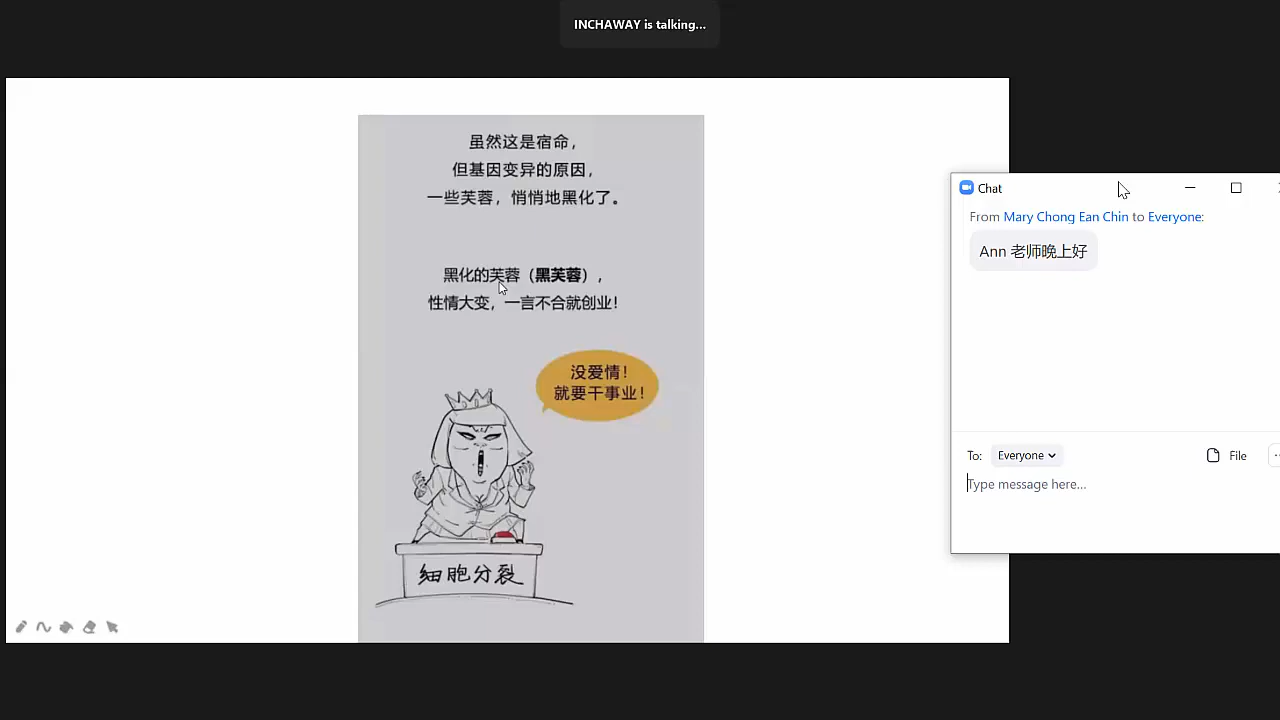 INCHAWAY is talking...
虽然这是宿命，
但基因变异的原因，
一些芙蓉，悄悄地黑化了。
黑化的芙蓉（黑芙蓉），
性情大变，一言不合就创业！
没爱情！
就要干事业！
细胞分裂
Chat
From Mary Chong Ean Chin to Everyone:
Ann 老师晚上好
To: Everyone File
Type message here...